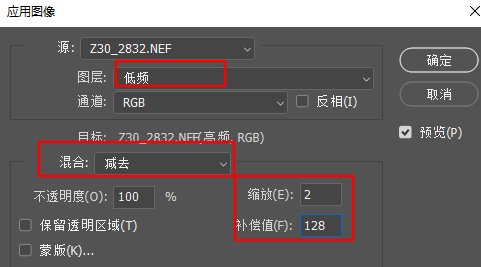 应用图像
源: Z30_2832.NEF
确定
图层: 低频
取消
通道: RGB 反相(I)
预览(P)
目标: Z30_2832.NEF(高频, RGB)
混合: 减去
不透明度(O): 100 % 缩放(E): 2
保留透明区域(T) 补偿值(F): 128
蒙版(K)...